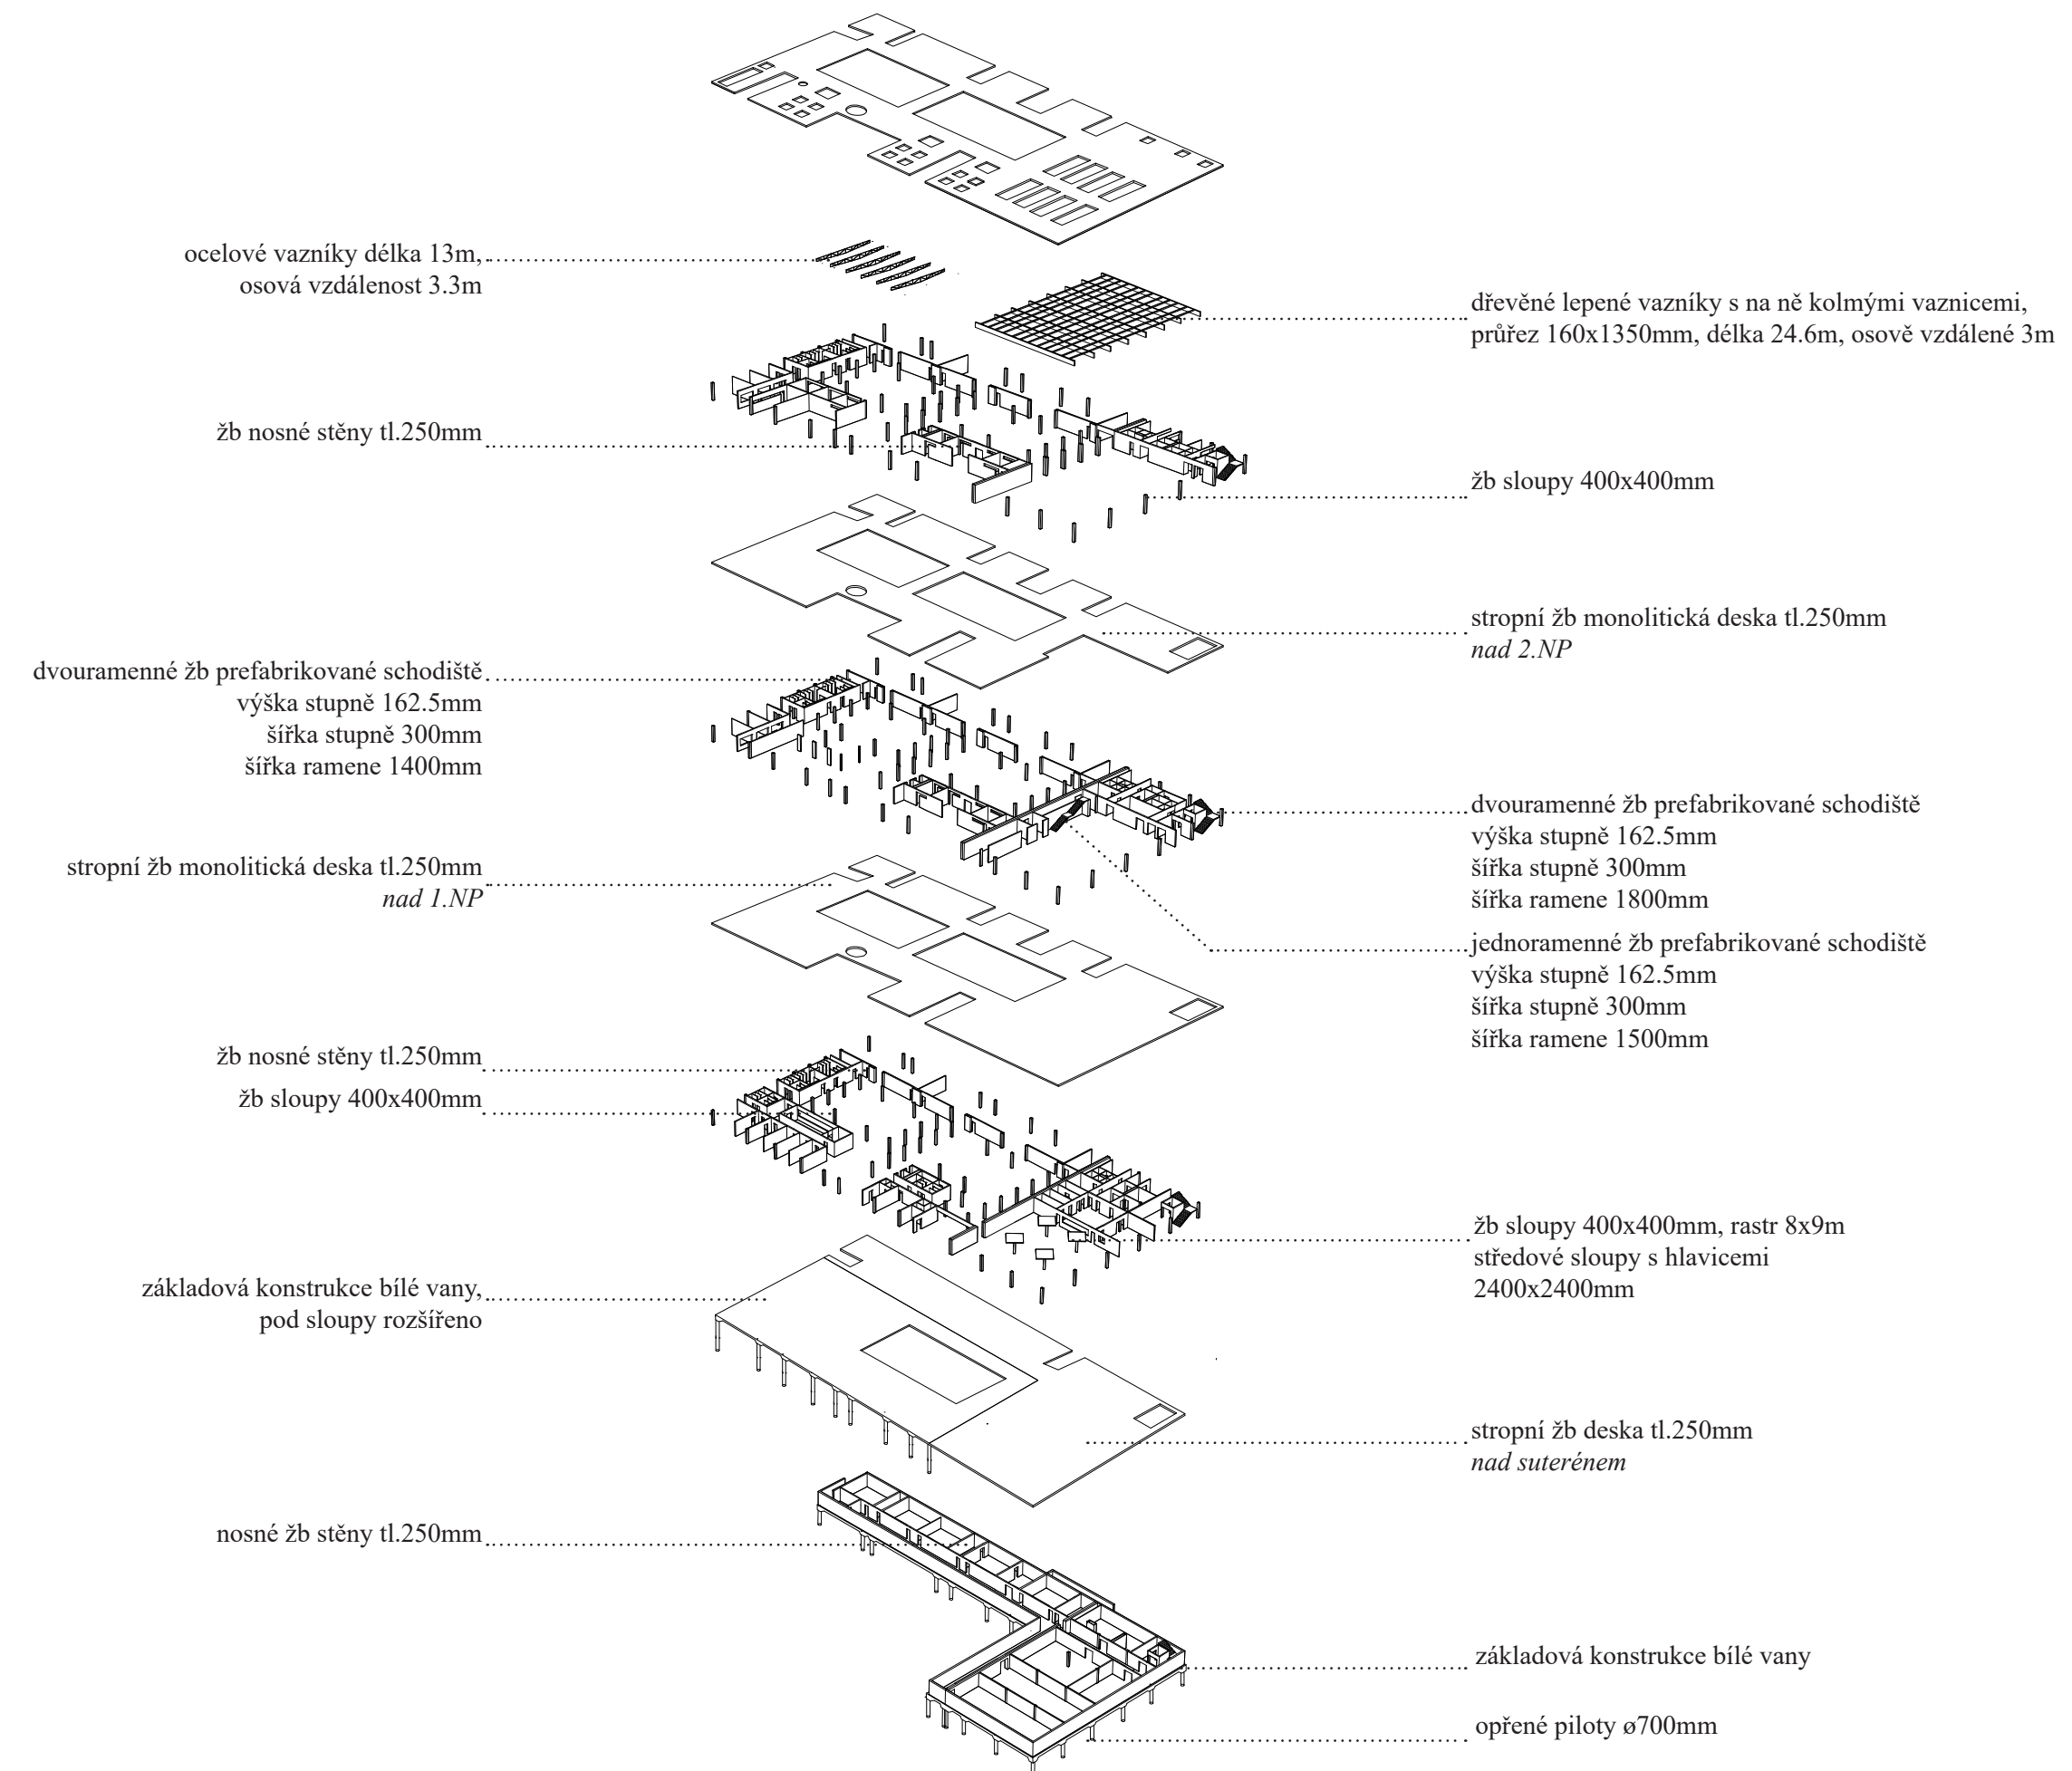 ocelové vazníky délka 13m,
osová vzdálenost 3.3m
dřevěné lepené vazníky s na ně kolmými vaznicemi,
průřez 160x1350mm, délka 24.6m, osově vzdálené 3m
žb nosné stěny tl.250mm
žb sloupy 400x400mm
stropní žb monolitická deska tl.250mm
nad 2.NP
dvouramenné žb prefabrikované schodiště
výška stupně 162.5mm
šířka stupně 300mm
šířka ramene 1400mm
dvouramenné žb prefabrikované schodiště
výška stupně 162.5mm
šířka stupně 300mm
šířka ramene 1800mm
stropní žb monolitická deska tl.250mm
nad 1.NP
jednoramenné žb prefabrikované schodiště
výška stupně 162.5mm
šířka stupně 300mm
šířka ramene 1500mm
žb nosné stěny tl.250mm
žb sloupy 400x400mm
žb sloupy 400x400mm, rastr 8x9m
středové sloupy s hlavicemi
2400x2400mm
základová konstrukce bílé vany,
pod sloupy rozšířeno
stropní žb deska tl.250mm
nad suterénem
nosné žb stěny tl.250mm
základová konstrukce bílé vany
opřené piloty ø700mm